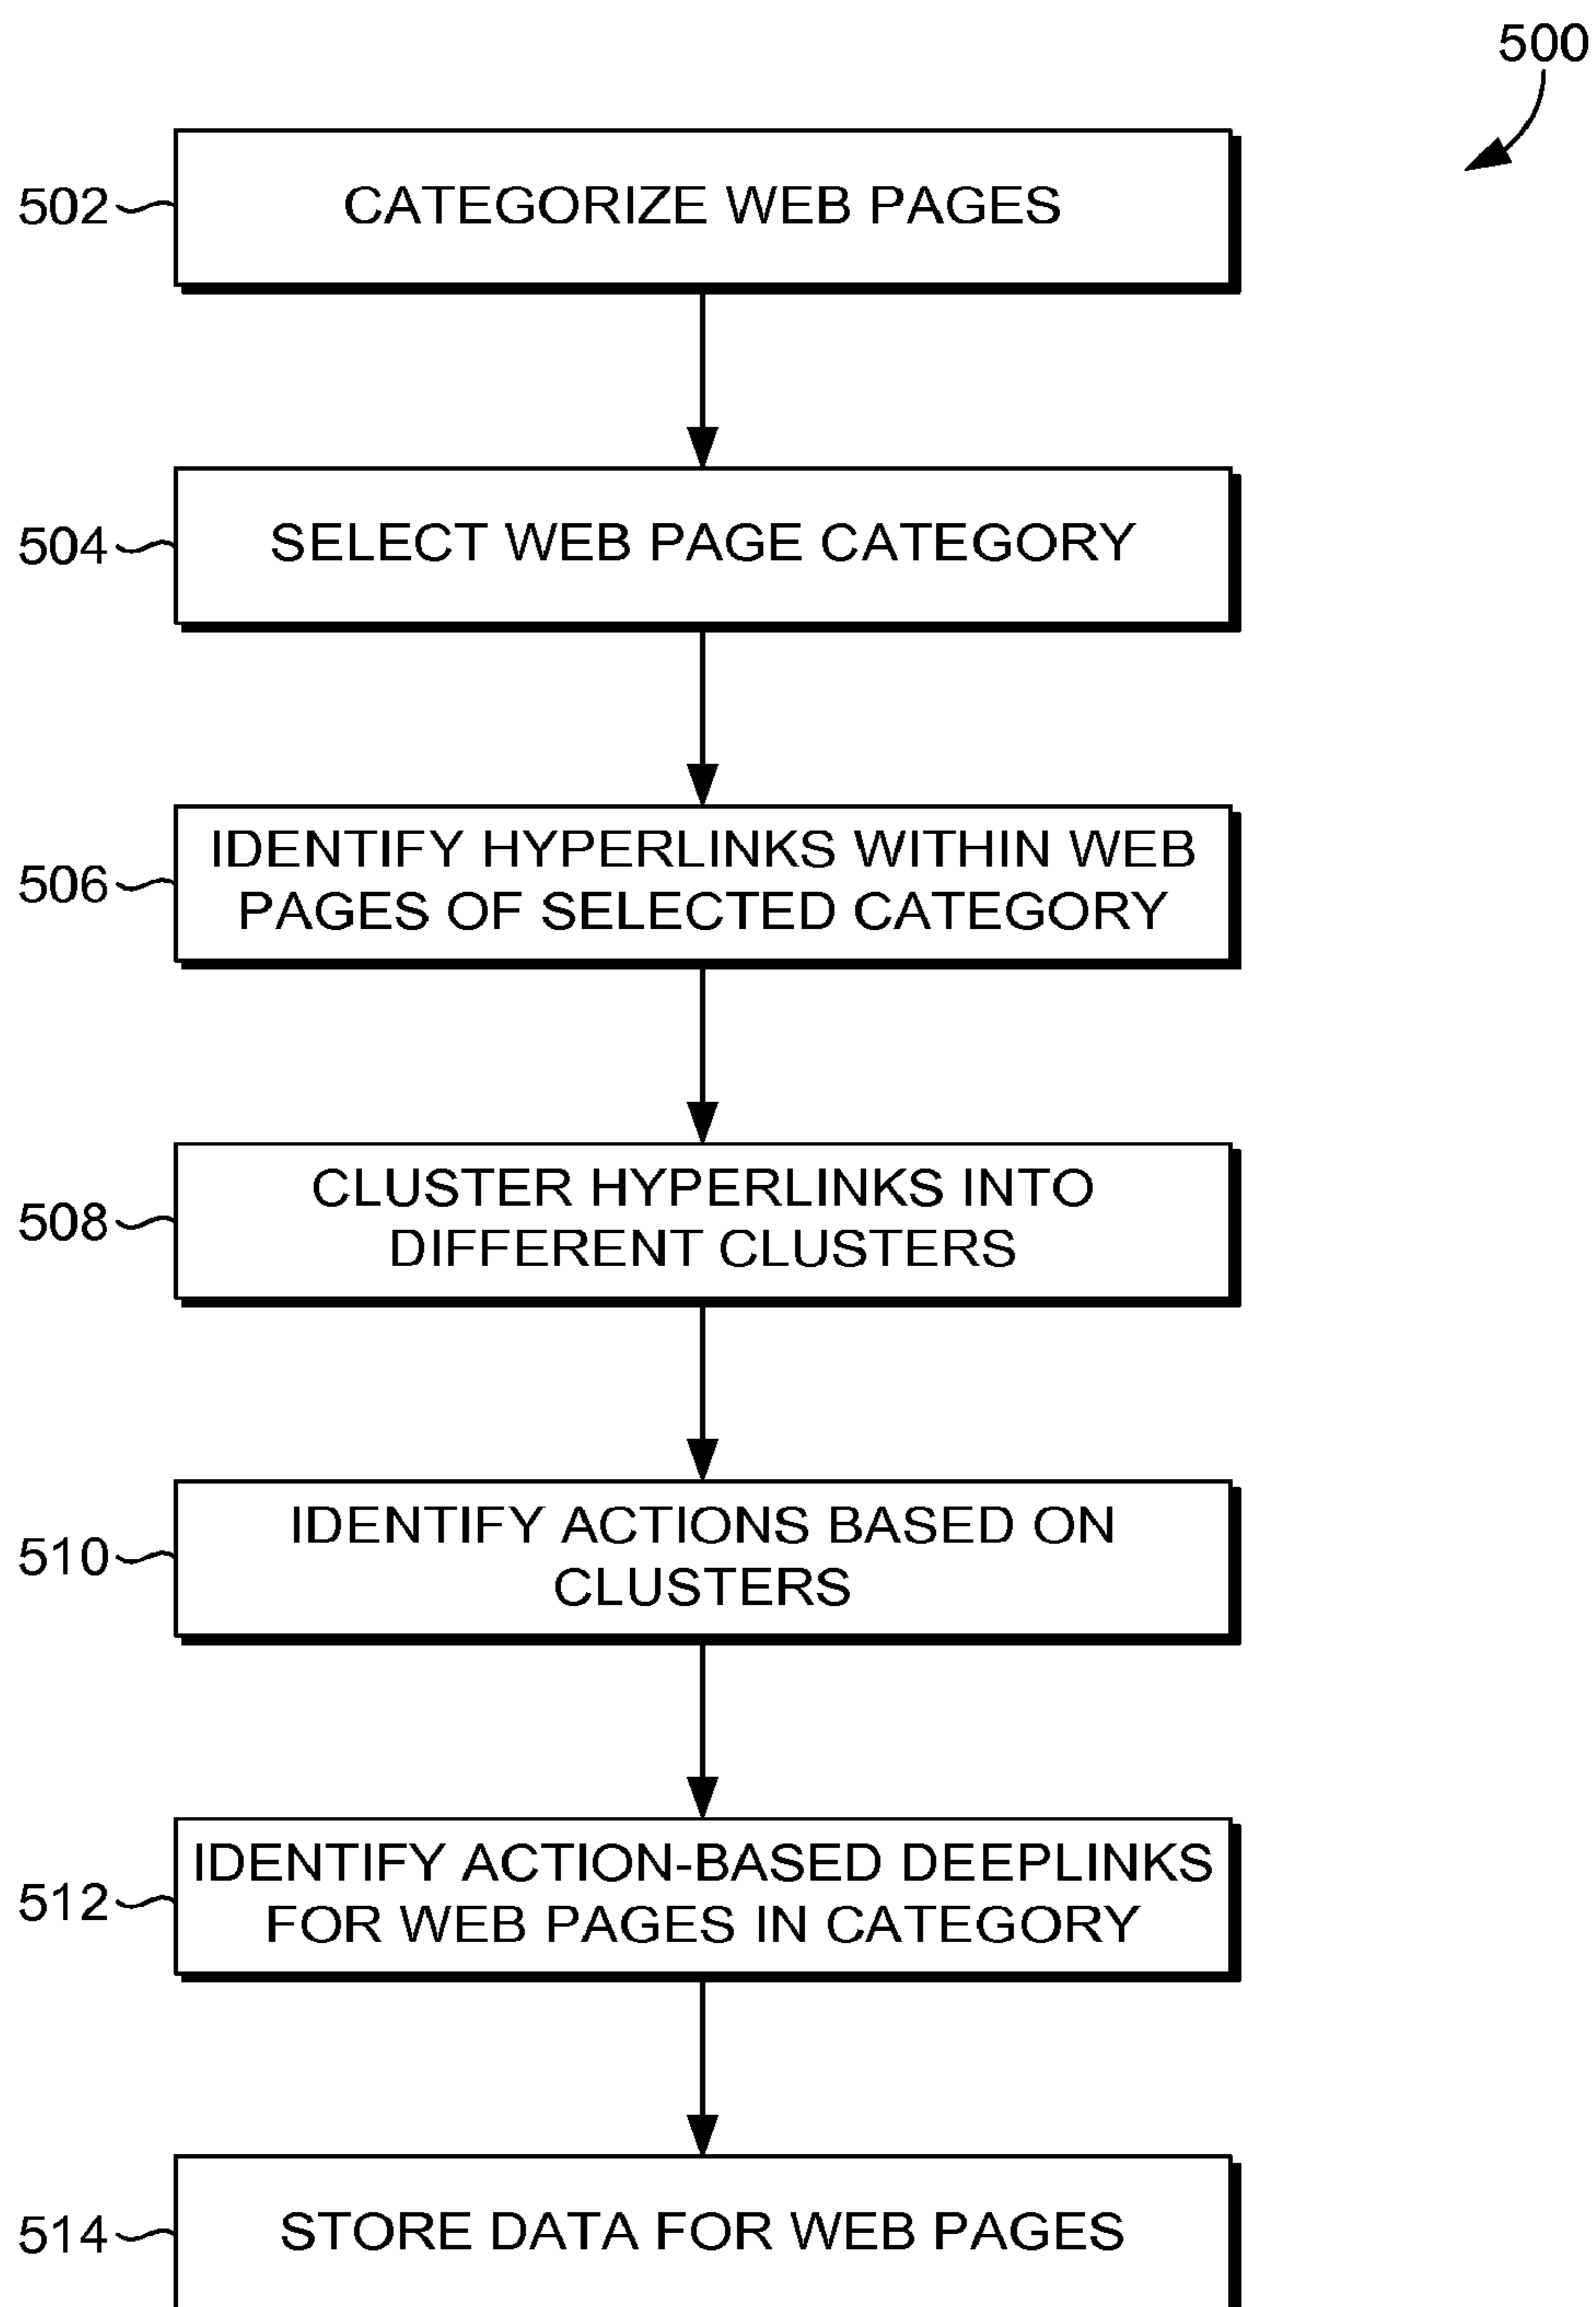 500
502
CATEGORIZE WEB PAGES
504
SELECT WEB PAGE CATEGORY
506
IDENTIFY HYPERLINKS WITHIN WEB
PAGES OF SELECTED CATEGORY
508
CLUSTER HYPERLINKS INTO
DIFFERENT CLUSTERS
510
IDENTIFY ACTIONS BASED ON
CLUSTERS
512
IDENTIFY ACTION-BASED DEEPLINKS
FOR WEB PAGES IN CATEGORY
514
STORE DATA FOR WEB PAGES